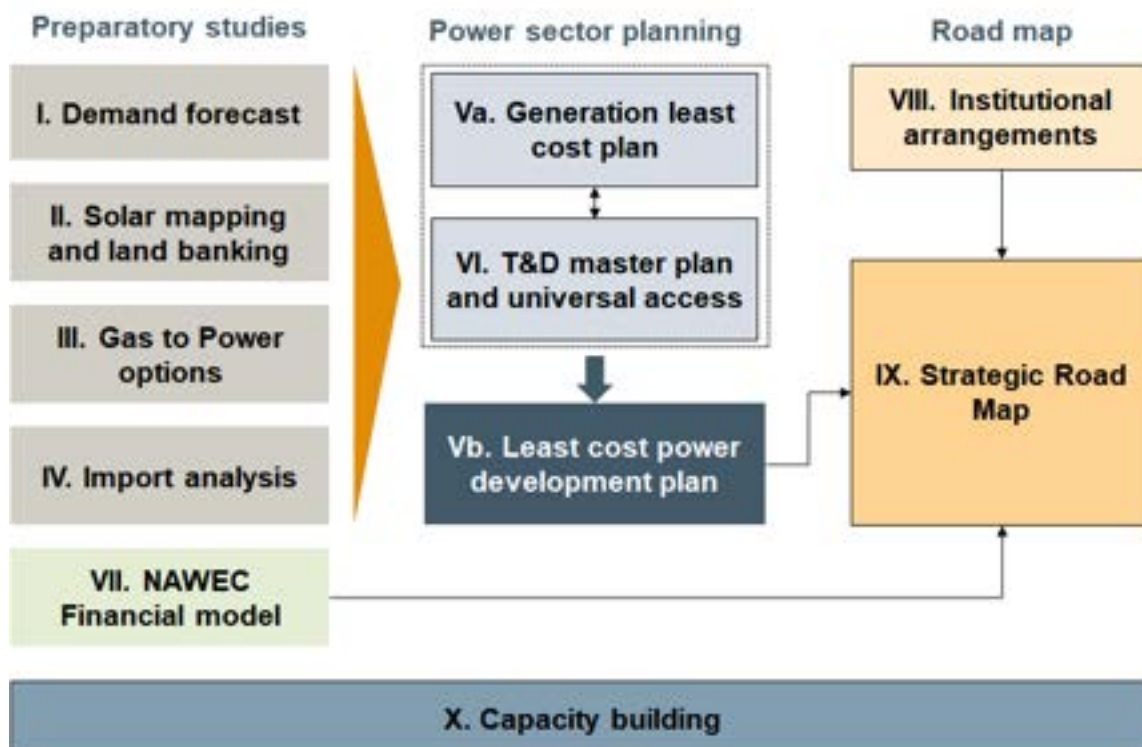 Preparatory studies
I. Demand forecast
II. Solar mapping
and land banking
III. Gas to Power
options
IV. Import analysis
VII. NAWEC
Financial model
Power sector planning
Va. Generation least
cost plan
VI. T&D master plan
and universal access
Vb. Least cost power
development plan
Road map
VIII. Institutional
arrangements
IX. Strategic Road
Map
X. Capacity building